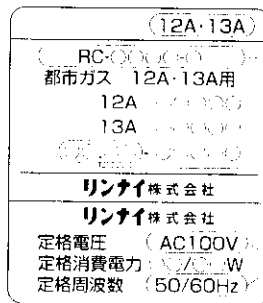 (12A·13A)
RC-○○○○-○
都市ガス 12A·13A用
12A
13A
リンナイ株式会社
リンナイ株式会社
定格電圧 (AC100V)
定格消費電力 ○/○○W
定格周波数 (50/60Hz)